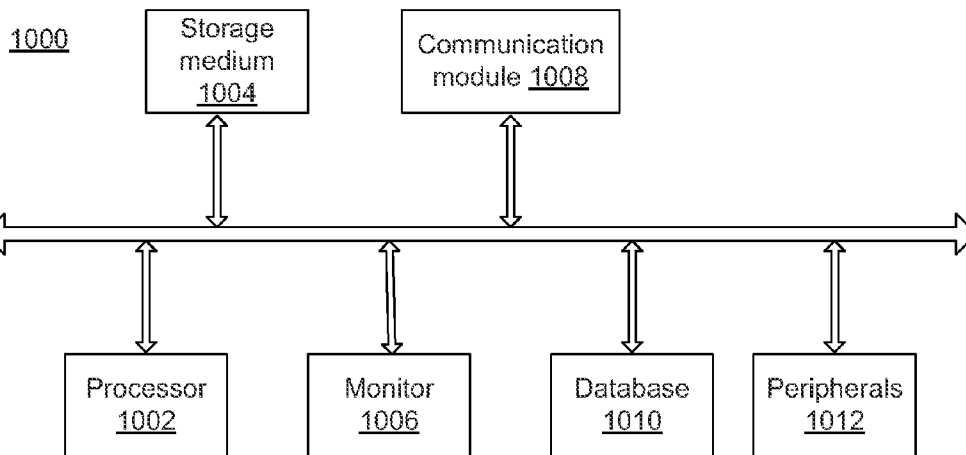 1000
Storage
medium
1004
Communication
module 1008
Processor
1002
Monitor
1006
Database
1010
Peripherals
1012